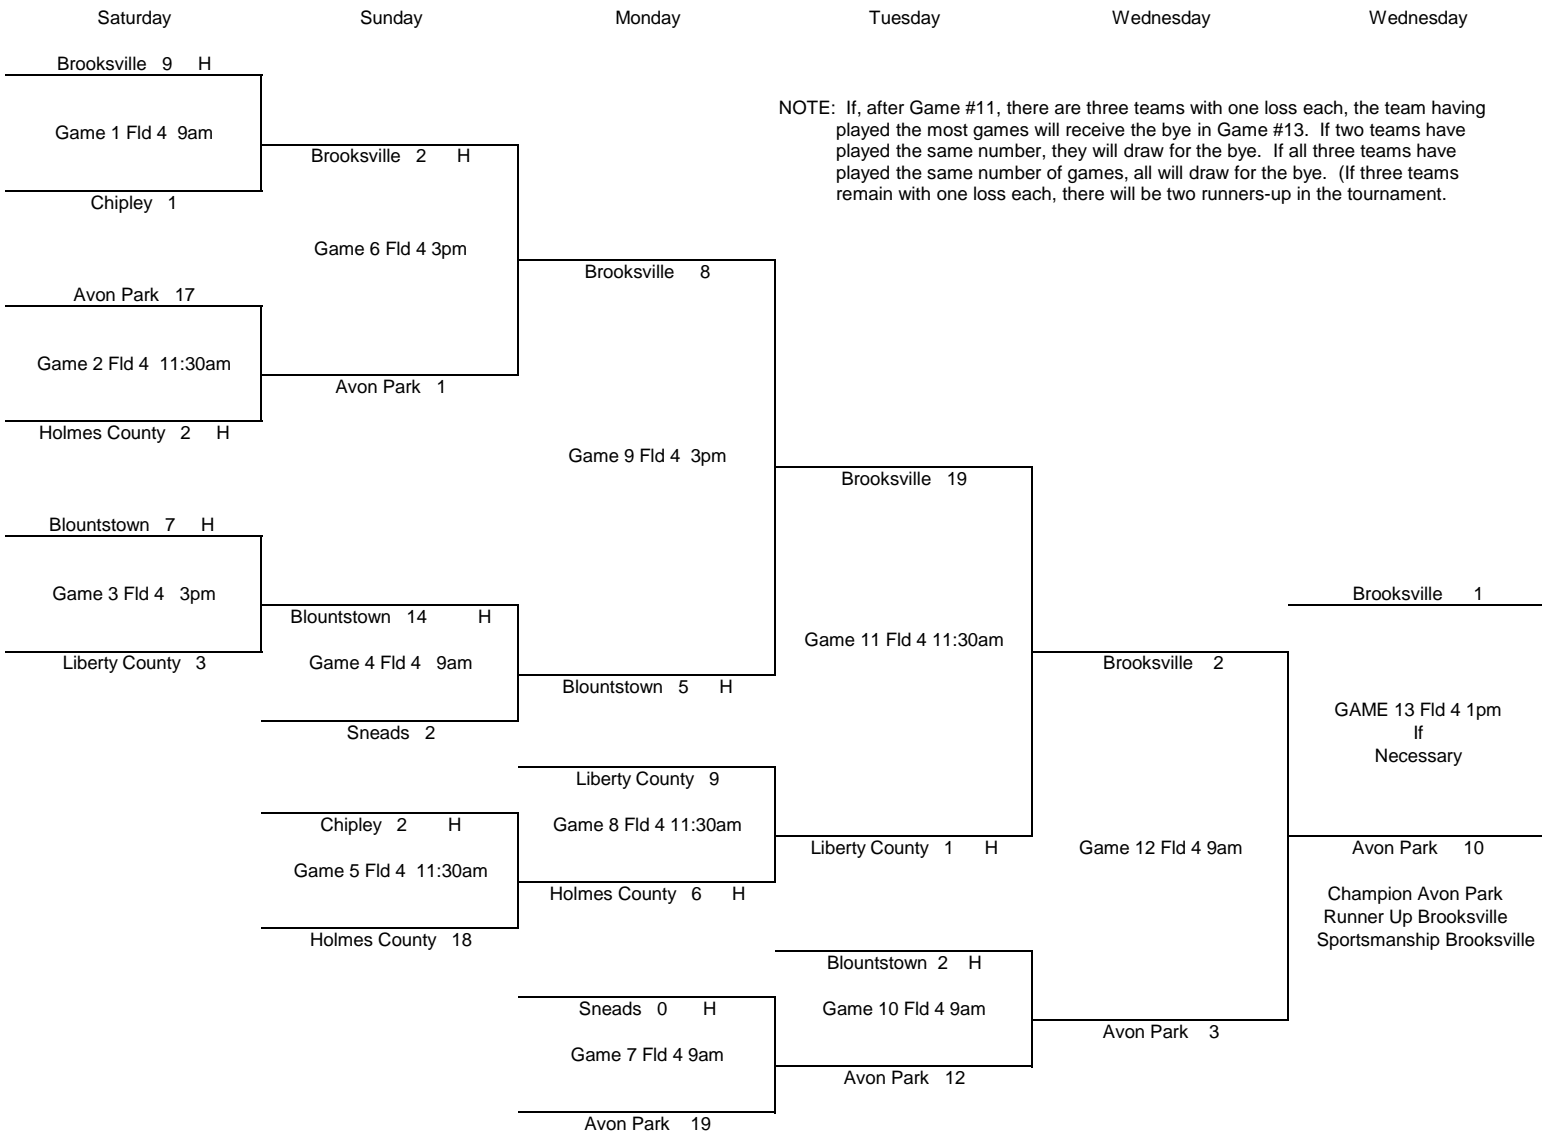 Saturday
Sunday
Monday
Tuesday
Wednesday
Wednesday
Brooksville 9 H
Game 1 Fld 4 9am
Chipley 1
Avon Park 17
Game 2 Fld 4 11:30am
Holmes County 2 H
Blountstown 7 H
Game 3 Fld 4 3pm
Liberty County 3
Brooksville 2 H
Game 6 Fld 4 3pm
Avon Park 1
Blountstown 14 H
Game 4 Fld 4 9am
Sneads 2
Chipley 2 H
Game 5 Fld 4 11:30am
Holmes County 18
Brooksville 8
Game 9 Fld 4 3pm
Blountstown 5 H
Liberty County 9
Game 8 Fld 4 11:30am
Holmes County 6 H
Sneads 0 H
Game 7 Fld 4 9am
Avon Park 19
NOTE: If, after Game #11, there are three teams with one loss each, the team having
played the most games will receive the bye in Game #13. If two teams have
played the same number, they will draw for the bye. If all three teams have
played the same number of games, all will draw for the bye. (If three teams
remain with one loss each, there will be two runners-up in the tournament.
Brooksville 19
Game 11 Fld 4 11:30am
Liberty County 1 H
Blountstown 2 H
Game 10 Fld 4 9am
Avon Park 12
Brooksville 2
Game 12 Fld 4 9am
Avon Park 3
Brooksville 1
GAME 13 Fld 4 1pm
If
Necessary
Avon Park 10
Champion Avon Park
Runner Up Brooksville
Sportsmanship Brooksville